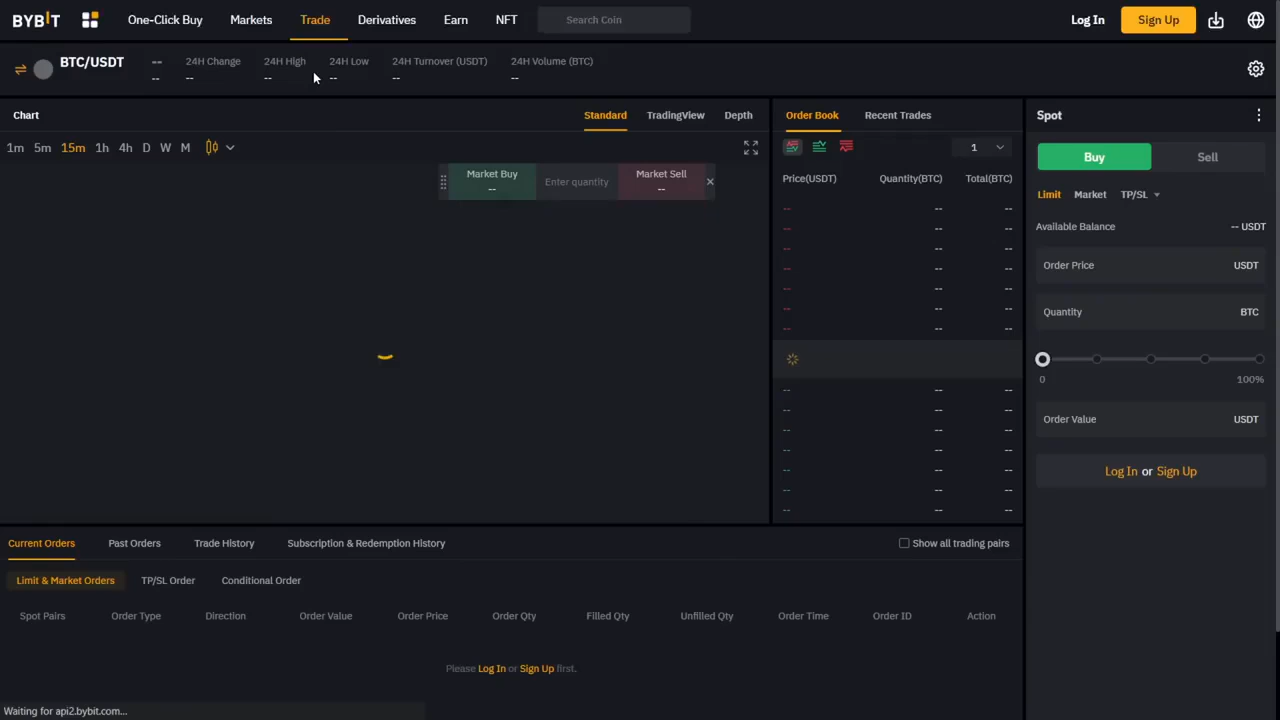 BYBIT One-Click Buy Markets Trade Derivatives Earn NFT Search Coin Log In Sign Up
BTC/USDT -- 24H Change 24H High 24H Low 24H Turnover (USDT) 24H Volume (BTC)
-- -- -- -- -- --
Chart Standard TradingView Depth Order Book Recent Trades Spot
1m 5m 15m 1h 4h D W M 1
Buy Sell
Market Buy Enter quantity Market Sell
-- --
Price(USDT) Quantity(BTC) Total(BTC)
Limit Market TP/SL
-- -- --
Available Balance -- USDT
-- -- --
-- -- --
Order Price USDT
-- -- --
-- -- --
Quantity BTC
-- -- --
-- -- --
0 100%
-- -- --
-- -- --
Order Value USDT
-- -- --
-- -- --
Log In or Sign Up
-- -- --
-- -- --
-- -- --
Current Orders Past Orders Trade History Subscription & Redemption History Show all trading pairs
Limit & Market Orders TP/SL Order Conditional Order
Spot Pairs Order Type Direction Order Value Order Price Order Qty Filled Qty Unfilled Qty Order Time Order ID Action
Please Log In or Sign Up first.
Waiting for api2.bybit.com...